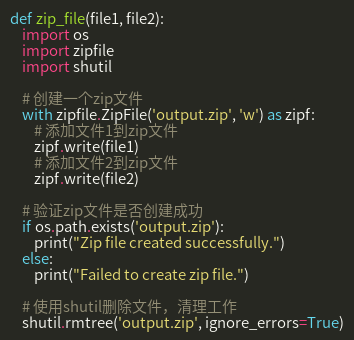 def zip_file(file1, file2):
    import os
    import zipfile
    import shutil

    # 创建一个zip文件
    with zipfile.ZipFile('output.zip', 'w') as zipf:
        # 添加文件1到zip文件
        zipf.write(file1)
        # 添加文件2到zip文件
        zipf.write(file2)

    # 验证zip文件是否创建成功
    if os.path.exists('output.zip'):
        print("Zip file created successfully.")
    else:
        print("Failed to create zip file.")

    # 使用shutil删除文件，清理工作
    shutil.rmtree('output.zip', ignore_errors=True)